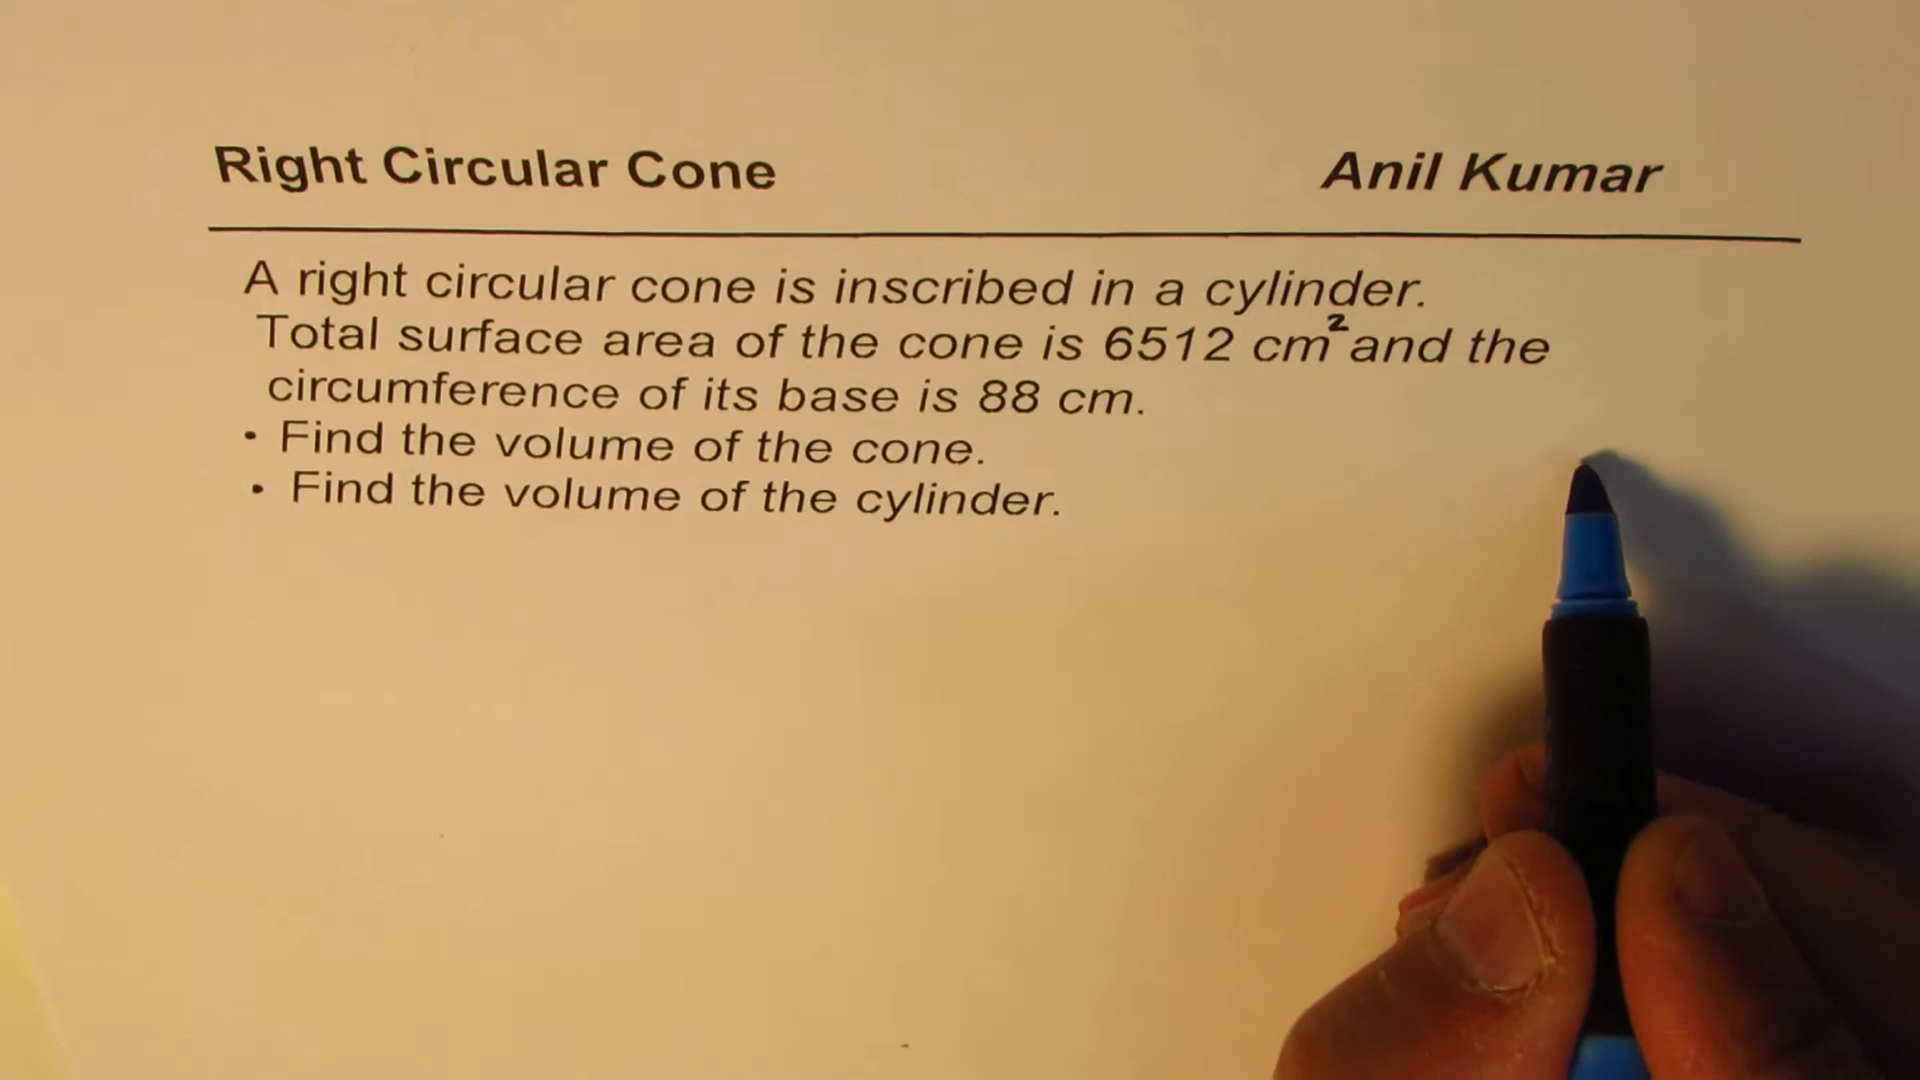 Right Circular Cone Anil Kumar
A right circular cone is inscribed in a cylinder.
Total surface area of the cone is 6512 cm² and the
circumference of its base is 88 cm.
• Find the volume of the cone.
• Find the volume of the cylinder.